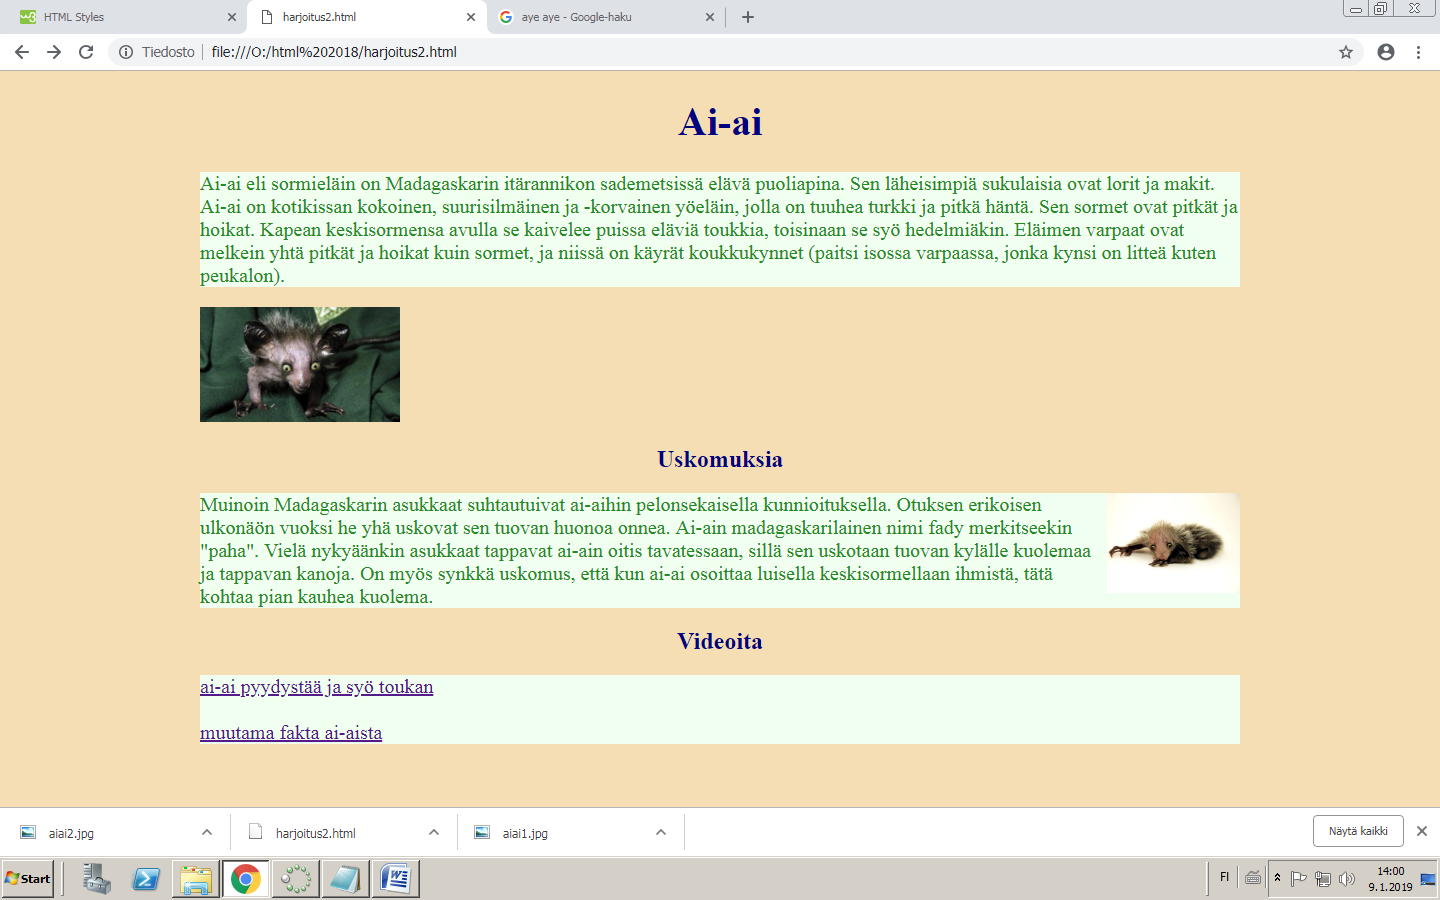 HTML Styles
harjoitus2.html
aye aye - Google-haku
Tiedosto
file:///O:/html%202018/harjoitus2.html
Ai-ai
Ai-ai eli sormieläin on Madagaskarin itärannikon sademetsissä elävä puoliapina. Sen läheisimpiä sukulaisia ovat lorit ja makit.
Ai-ai on kotikissan kokoinen, suurisilmäinen ja -korvainen yöeläin, jolla on tuuhea turkki ja pitkä häntä. Sen sormet ovat pitkät ja
hoikat. Kapean keskisormensa avulla se kaivelee puissa eläviä toukkia, toisinaan se syö hedelmiäkin. Eläimen varpaat ovat
melkein yhtä pitkät ja hoikat kuin sormet, ja niissä on käyrät koukkukynnet (paitsi isossa varpaassa, jonka kynsi on litteä kuten
peukalon).
Uskomuksia
Muinoin Madagaskarin asukkaat suhtautuivat ai-aihin pelonsekaisella kunnioituksella. Otuksen erikoisen
ulkonäön vuoksi he yhä uskovat sen tuovan huonoa onnea. Ai-ain madagaskarilainen nimi fady merkitseekin
"paha". Vielä nykyäänkin asukkaat tappavat ai-ain oitis tavatessaan, sillä sen uskotaan tuovan kylälle kuolemaa
ja tappavan kanoja. On myös synkkä uskomus, että kun ai-ai osoittaa luisella keskisormellaan ihmistä, tätä
kohtaa pian kauhea kuolema.
Videoita
ai-ai pyydystää ja syö toukan
muutama fakta ai-aista
aiai2.jpg
harjoitus2.html
aiai1.jpg
Näytä kaikki
Start
FI
14:00
9.1.2019